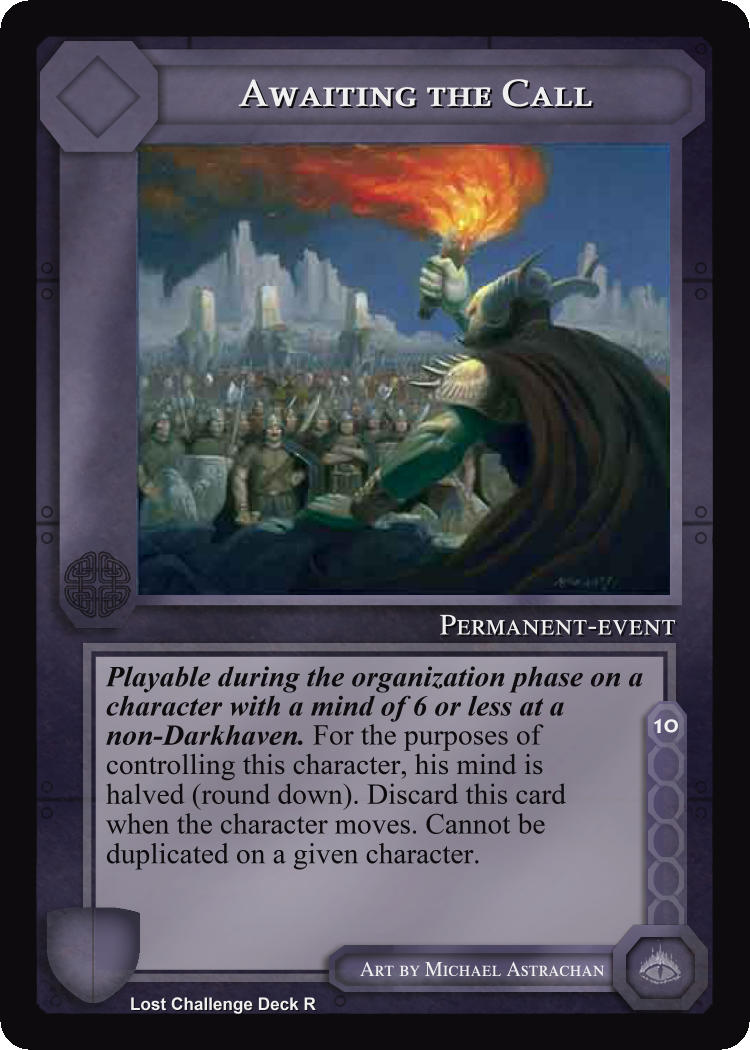 AWAITING THE CALL
PERMANENT-EVENT
Playable during the organization phase on a
character with a mind of 6 or less at a
non-Darkhaven. For the purposes of
controlling this character, his mind is
halved (round down). Discard this card
when the character moves. Cannot be
duplicated on a given character.
10
ART BY MICHAEL ASTRACHAN
Lost Challenge Deck R